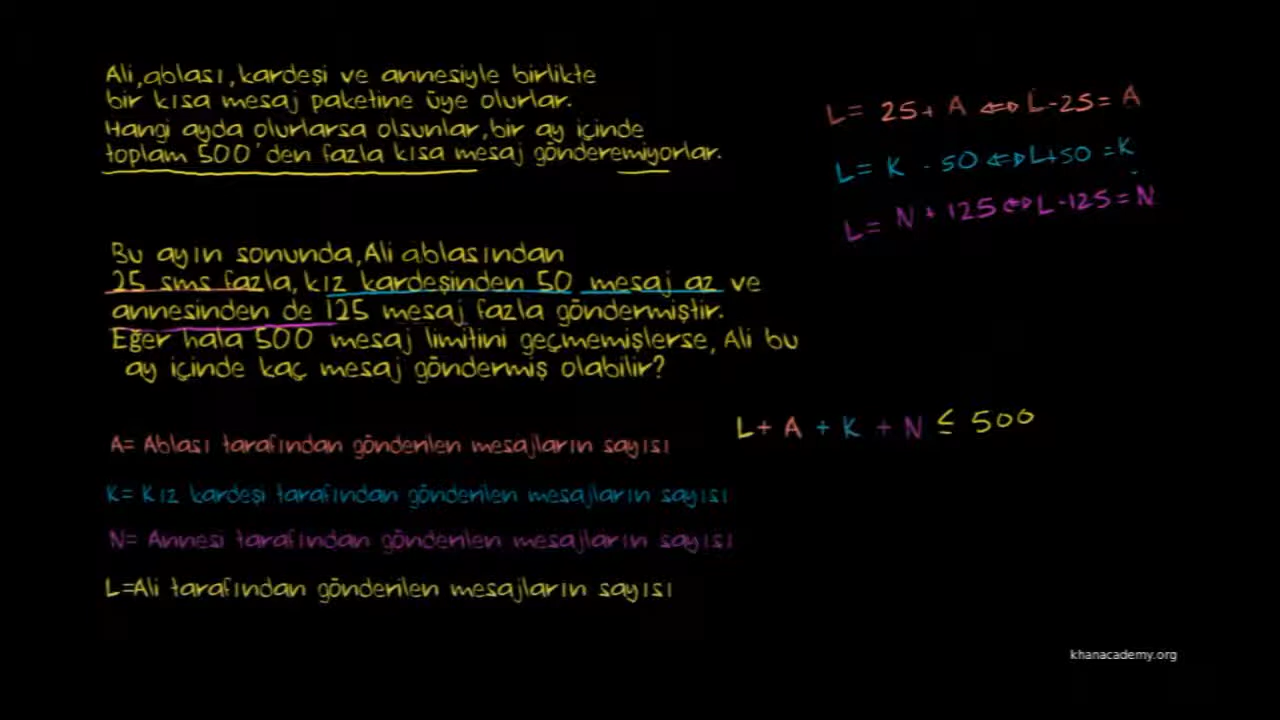 Ali,ablası,kardeşi ve annesiyle birlikte
bir kısa mesaj paketine üye olurlar.
Hangi ayda olurlarsa olsunlar,bir ay içinde
toplam 500'den fazla kısa mesaj gönderemiyorlar.
L= 25+ A ⇔ L-25= A
L= K - 50 ⇔ L+50 =K
L= N + 125 ⇔ L-125=N
Bu ayın sonunda,Ali ablasından
25 sms fazla,kız kardeşinden 50 mesaj az ve
annesinden de 125 mesaj fazla göndermiştir.
Eğer hala 500 mesaj limitini geçmemişlerse, Ali bu
ay içinde kaç mesaj göndermiş olabilir?
L+ A + K + N ≤ 500
A= Ablası tarafından gönderilen mesajların sayısı
K= Kız kardeşi tarafından gönderilen mesajların sayısı
N= Annesi tarafından gönderilen mesajların sayısı
L=Ali tarafından gönderilen mesajların sayısı
khanacademy.org